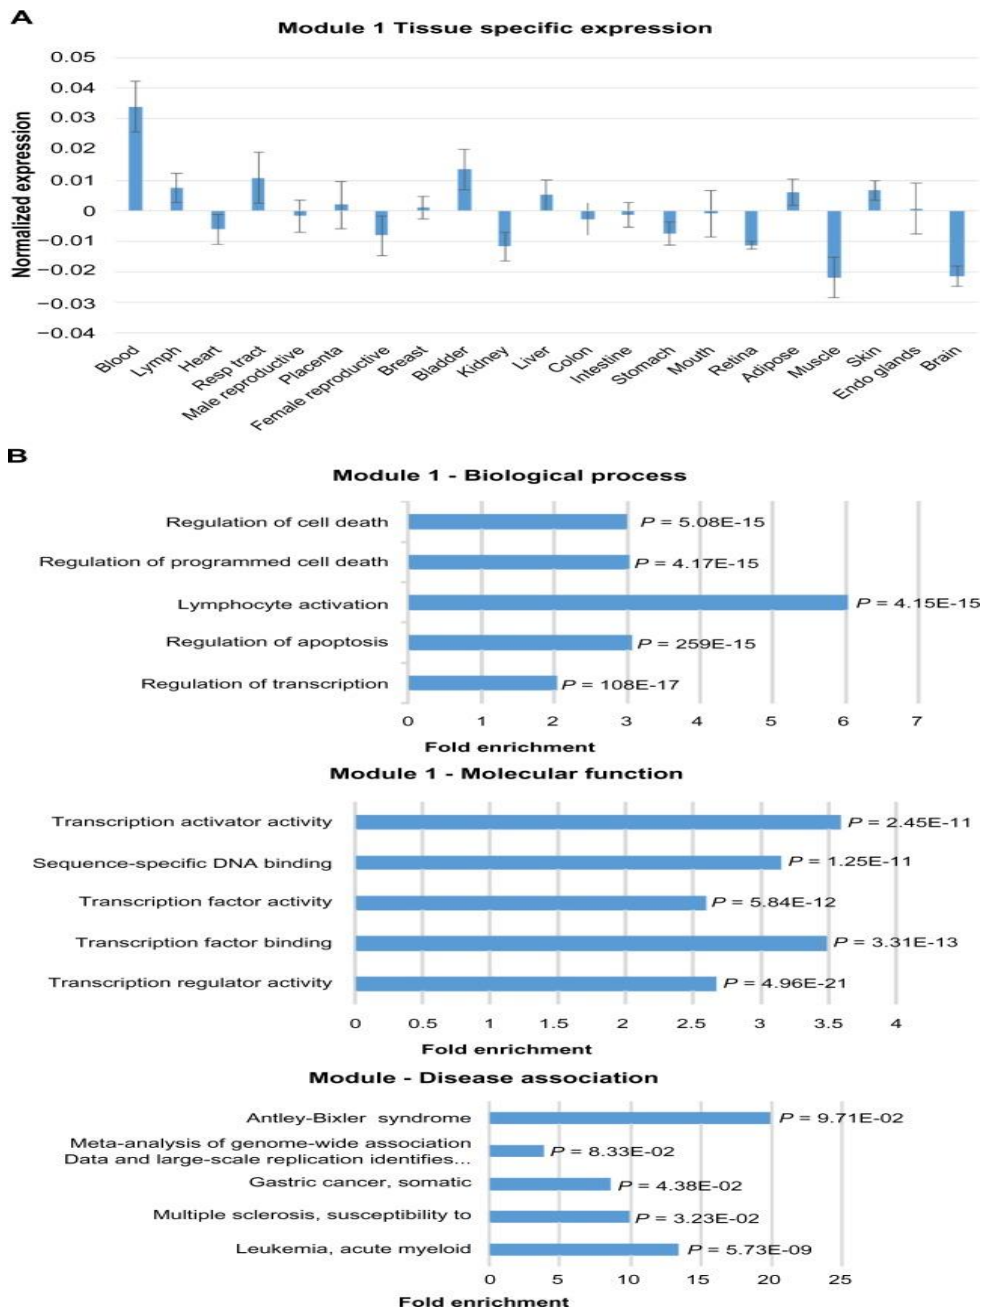 A
Module 1 Tissue specific expression
Normalized expression
0.05
0.04
0.03
0.02
0.01
0
−0.01
−0.02
−0.03
−0.04
Blood
Lymph
Heart
Resp tract
Male reproductive
Placenta
Female reproductive
Breast
Bladder
Kidney
Liver
Colon
Intestine
Stomach
Mouth
Retina
Adipose
Muscle
Skin
Endo glands
Brain
B
Module 1 - Biological process
Regulation of cell death P = 5.08E-15
Regulation of programmed cell death P = 4.17E-15
Lymphocyte activation P = 4.15E-15
Regulation of apoptosis P = 259E-15
Regulation of transcription P = 108E-17
0 1 2 3 4 5 6 7
Fold enrichment
Module 1 - Molecular function
Transcription activator activity P = 2.45E-11
Sequence-specific DNA binding P = 1.25E-11
Transcription factor activity P = 5.84E-12
Transcription factor binding P = 3.31E-13
Transcription regulator activity P = 4.96E-21
0 0.5 1 1.5 2 2.5 3 3.5 4
Fold enrichment
Module - Disease association
Antley-Bixler syndrome P = 9.71E-02
Meta-analysis of genome-wide association
Data and large-scale replication identifies... P = 8.33E-02
Gastric cancer, somatic P = 4.38E-02
Multiple sclerosis, susceptibility to P = 3.23E-02
Leukemia, acute myeloid P = 5.73E-09
0 5 10 15 20 25
Fold enrichment